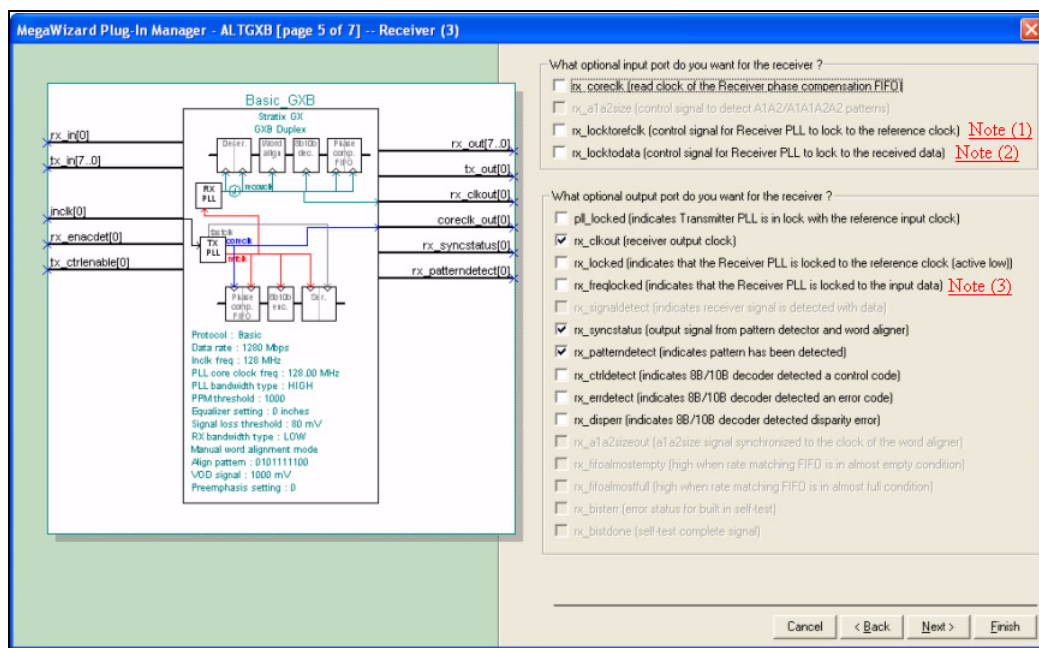 MegaWizard Plug-In Manager - ALTGXB [page 5 of 7] -- Receiver (3)
Basic_GXB
Stratix GX
GXB Duplex
rx_in[0]
tx_in[7..0]
inclk[0]
rx_enacdet[0]
tx_ctrlenable[0]
Deser.
Word align
8b10b dec.
Phase comp. FIFO
recovclk
RX PLL
TX PLL
coreclk
refclk
Phase comp. FIFO
8b10b enc.
Ser.
rx_out[7..0]
tx_out[0]
rx_clkout[0]
coreclk_out[0]
rx_syncstatus[0]
rx_patterndetect[0]
Protocol : Basic
Data rate : 1280 Mbps
Inclk freq : 128 MHz
PLL core clock freq : 128.00 MHz
PLL bandwidth type : HIGH
PPM threshold : 1000
Equalizer setting : 0 inches
Signal loss threshold : 80 mV
RX bandwidth type : LOW
Manual word alignment mode
Align pattern : 0101111100
VOD signal : 1000 mV
Preemphasis setting : 0
What optional input port do you want for the receiver ?
rx_coreclk (read clock of the Receiver phase compensation FIFO)
rx_a1a2size (control signal to detect A1A2/A1A1A2A2 patterns)
rx_locktorefclk (control signal for Receiver PLL to lock to the reference clock) Note (1)
rx_locktodata (control signal for Receiver PLL to lock to the received data) Note (2)
What optional output port do you want for the receiver ?
pll_locked (indicates Transmitter PLL is in lock with the reference input clock)
rx_clkout (receiver output clock)
rx_locked (indicates that the Receiver PLL is locked to the reference clock (active low))
rx_freqlocked (indicates that the Receiver PLL is locked to the input data) Note (3)
rx_signaldetect (indicates receiver signal is detected with data)
rx_syncstatus (output signal from pattern detector and word aligner)
rx_patterndetect (indicates pattern has been detected)
rx_ctrldetect (indicates 8B/10B decoder detected a control code)
rx_errdetect (indicates 8B/10B decoder detected an error code)
rx_disperr (indicates 8B/10B decoder detected disparity error)
rx_a1a2sizeout (a1a2size signal synchronized to the clock of the word aligner)
rx_fifoalmostempty (high when rate matching FIFO is in almost empty condition)
rx_fifoalmostfull (high when rate matching FIFO is in almost full condition)
rx_bisterr (error status for built in self-test)
rx_bistdone (self-test complete signal)
Cancel
< Back
Next >
Finish